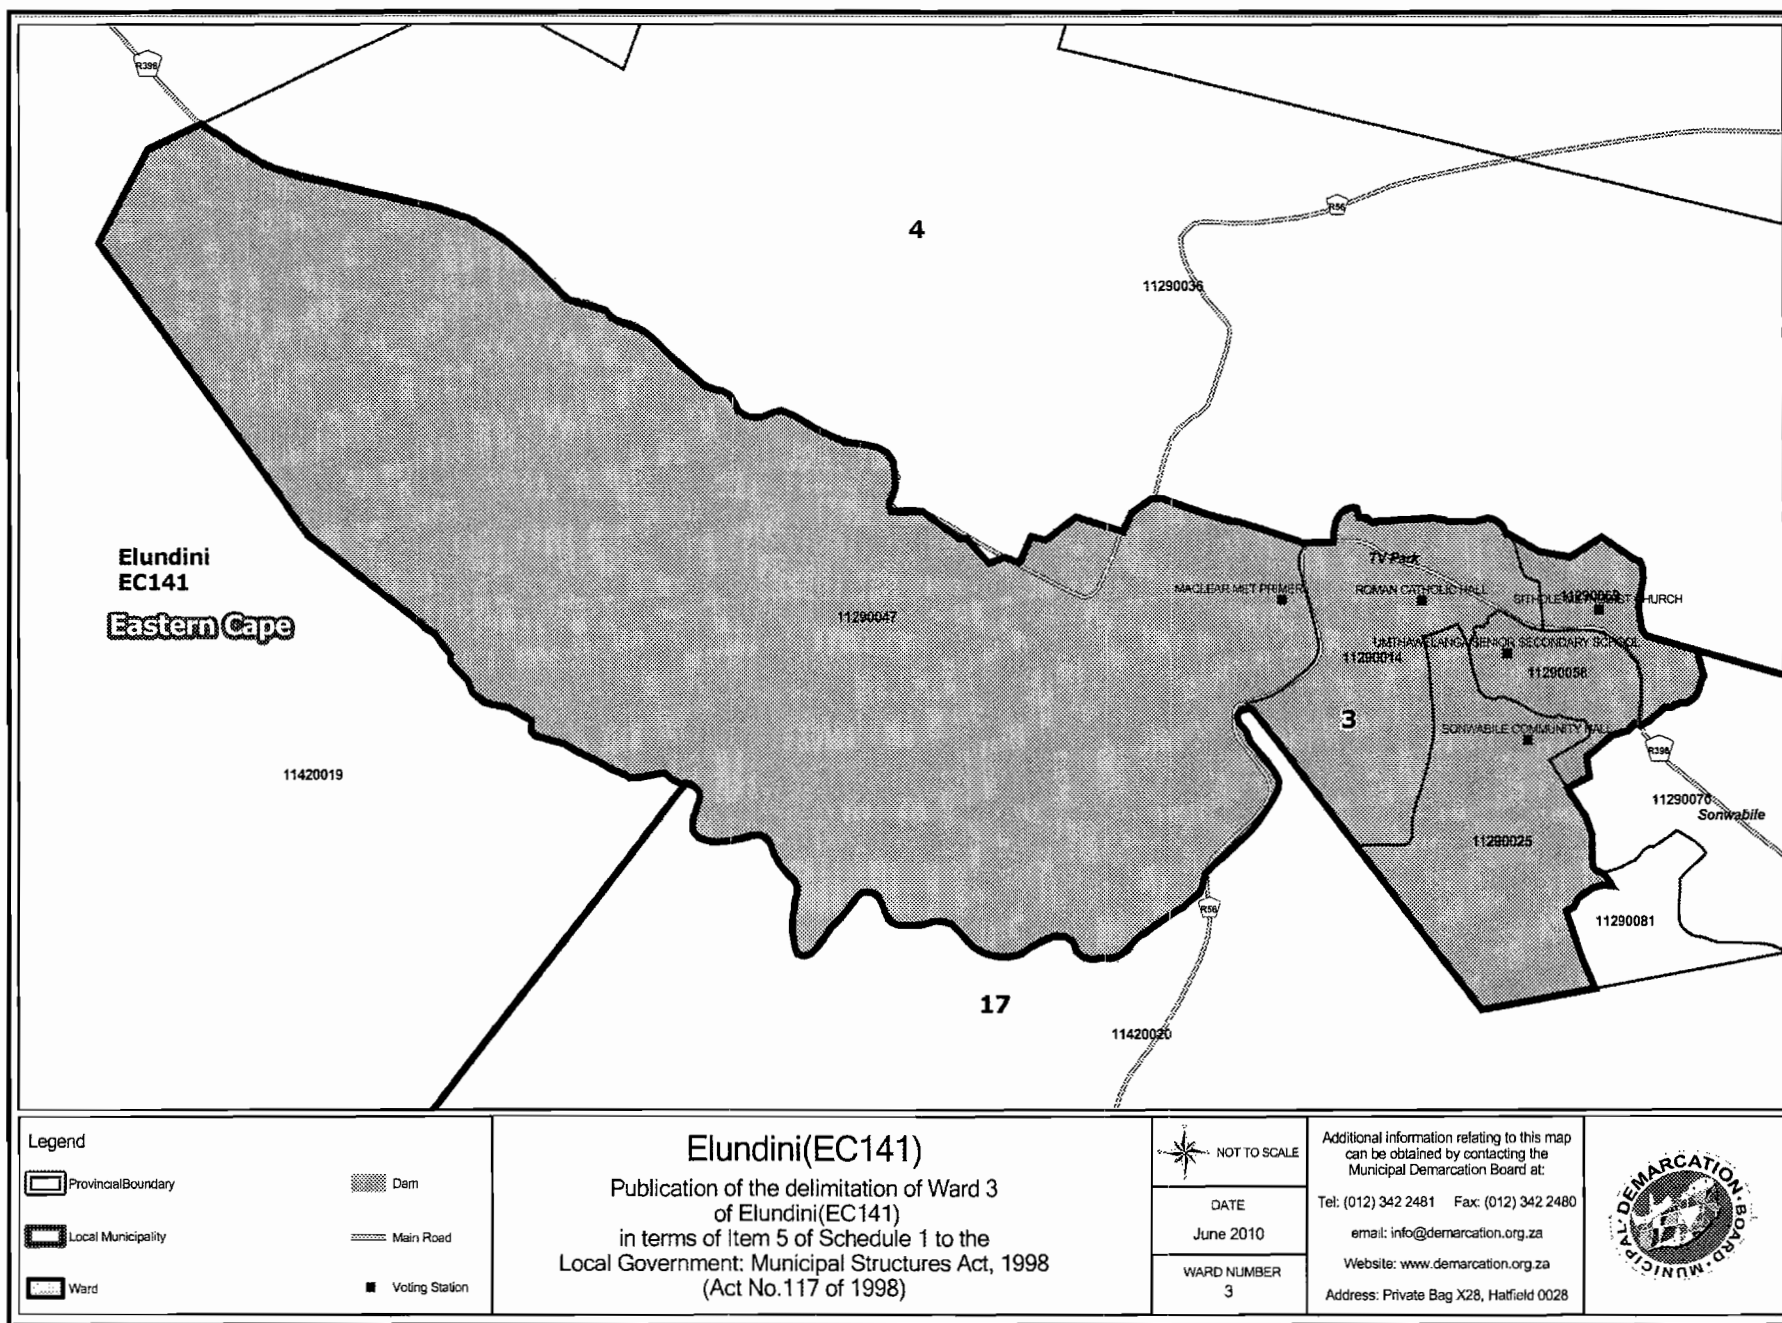 R396
4
R56
11290036
TV Park
MACLEAR MET PRIMER
ROMAN CATHOLIC HALL
CHURCH
SENIOR SECONDARY SCHOOL
11290047
11290014
11290058
3
SONWABILE COMMUNITY HALL
R396
Elundini
EC141
Eastern Cape
11420019
11290070
Sonwabile
11290025
R56
11290081
17
11420020
Legend
ProvincialBoundary
Dam
Local Municipality
Main Road
Ward
Voting Station
Elundini(EC141)
Publication of the delimitation of Ward 3
of Elundini(EC141)
in terms of Item 5 of Schedule 1 to the
Local Government: Municipal Structures Act, 1998
(Act No.117 of 1998)
NOT TO SCALE
DATE
June 2010
WARD NUMBER
3
Additional information relating to this map
can be obtained by contacting the
Municipal Demarcation Board at:
Tel: (012) 342 2481 Fax: (012) 342 2480
email: info@demarcation.org.za
Website: www.demarcation.org.za
Address: Private Bag X28, Hatfield 0028
MUNICIPAL DEMARCATION BOARD